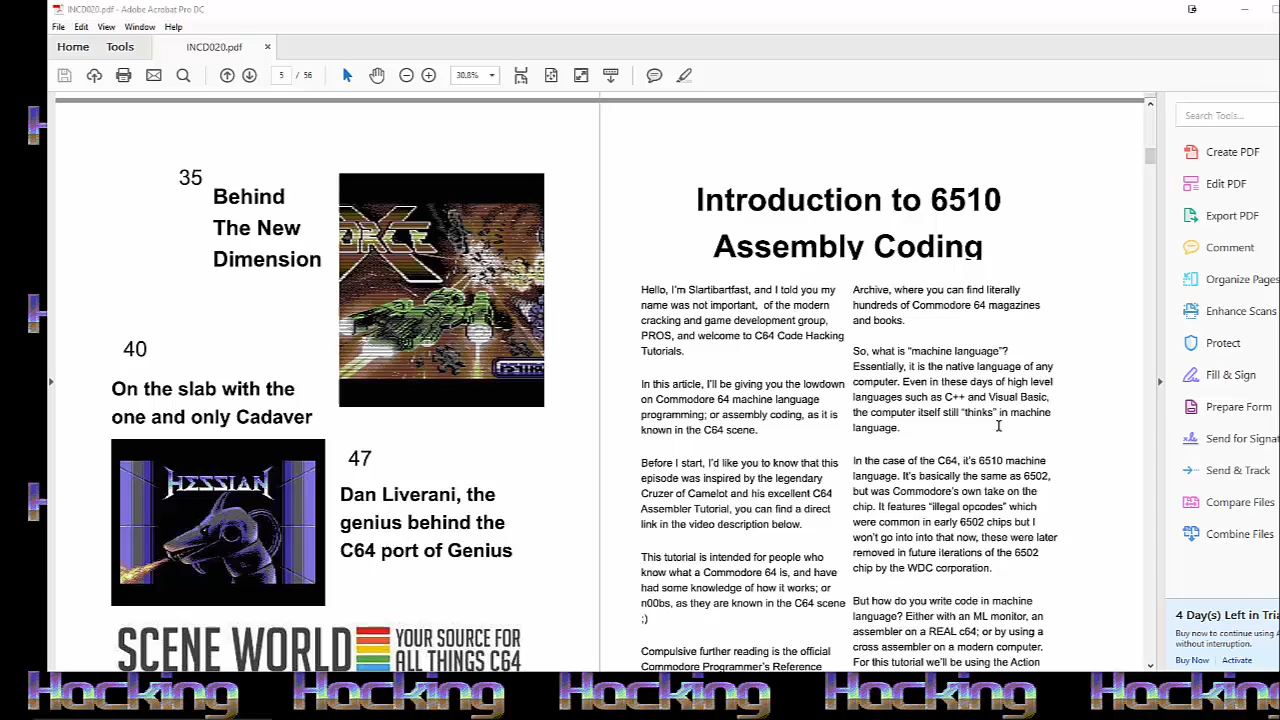 INCD020.pdf - Adobe Acrobat Pro DC
File Edit View Window Help
Home Tools INCD020.pdf ×
5 / 56 30.8%
35
Behind
The New
Dimension
40
On the slab with the
one and only Cadaver
HESSIAN
47
Dan Liverani, the
genius behind the
C64 port of Genius
SCENE WORLD
YOUR SOURCE FOR
ALL THINGS C64
Introduction to 6510
Assembly Coding
Hello, I'm Slartibartfast, and I told you my
name was not important, of the modern
cracking and game development group,
PROS, and welcome to C64 Code Hacking
Tutorials.
In this article, I'll be giving you the lowdown
on Commodore 64 machine language
programming; or assembly coding, as it is
known in the C64 scene.
Before I start, I'd like you to know that this
episode was inspired by the legendary
Cruzer of Camelot and his excellent C64
Assembler Tutorial, you can find a direct
link in the video description below.
This tutorial is intended for people who
know what a Commodore 64 is, and have
had some knowledge of how it works; or
n00bs, as they are known in the C64 scene
;)
Compulsive further reading is the official
Commodore Programmer's Reference
Archive, where you can find literally
hundreds of Commodore 64 magazines
and books.
So, what is "machine language"?
Essentially, it is the native language of any
computer. Even in these days of high level
languages such as C++ and Visual Basic,
the computer itself still "thinks" in machine
language.
In the case of the C64, it's 6510 machine
language. It's basically the same as 6502,
but was Commodore's own take on the
chip. It features "illegal opcodes" which
were common in early 6502 chips but I
won't go into into that now, these were later
removed in future iterations of the 6502
chip by the WDC corporation.
But how do you write code in machine
language? Either with an ML monitor, an
assembler on a REAL c64; or by using a
cross assembler on a modern computer.
For this tutorial we'll be using the Action
Search Tools...
Create PDF
Edit PDF
Export PDF
Comment
Organize Pages
Enhance Scans
Protect
Fill & Sign
Prepare Form
Send for Signat
Send & Track
Compare Files
Combine Files
4 Day(s) Left in Tria
Buy now to continue using A
without interruption.
Buy Now Activate
Hacking Hacking Hacking Hacking Hacking